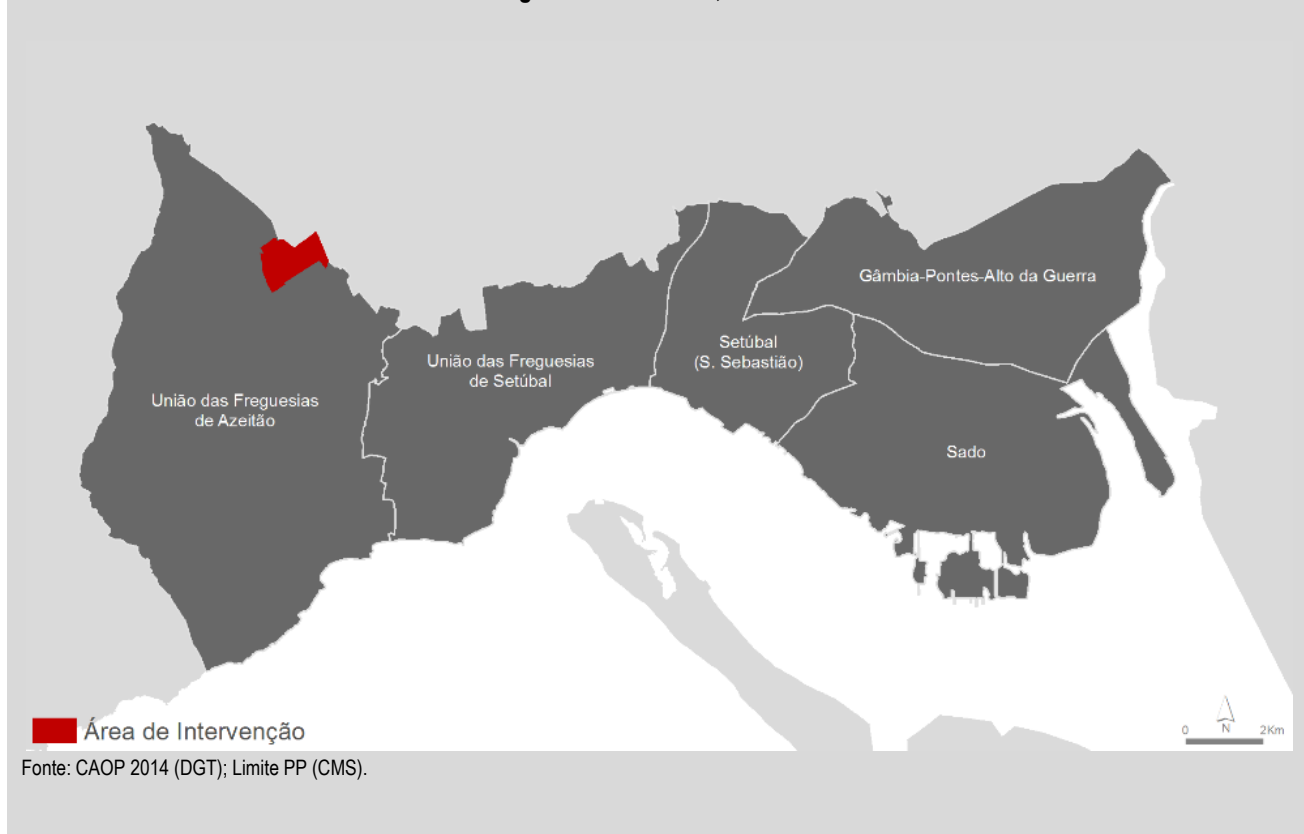 Gâmbia-Pontes-Alto da Guerra
Setúbal
(S. Sebastião)
União das Freguesias
de Setúbal
União das Freguesias
de Azeitão
Sado
Área de Intervenção
0 N 2Km
Fonte: CAOP 2014 (DGT); Limite PP (CMS).